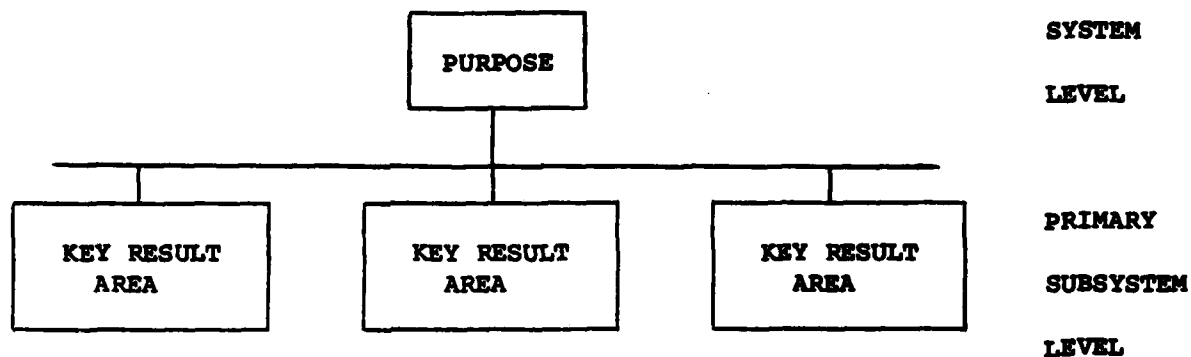 SYSTEM
PURPOSE
LEVEL
KEY RESULT
AREA
KEY RESULT
AREA
KEY RESULT
AREA
PRIMARY
SUBSYSTEM
LEVEL